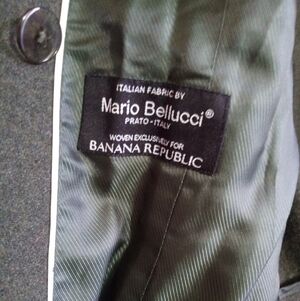 ITALIAN FABRIC BY
Mario Bellucci®
PRATO - ITALY
WOVEN EXCLUSIVELY FOR
BANANA REPUBLIC